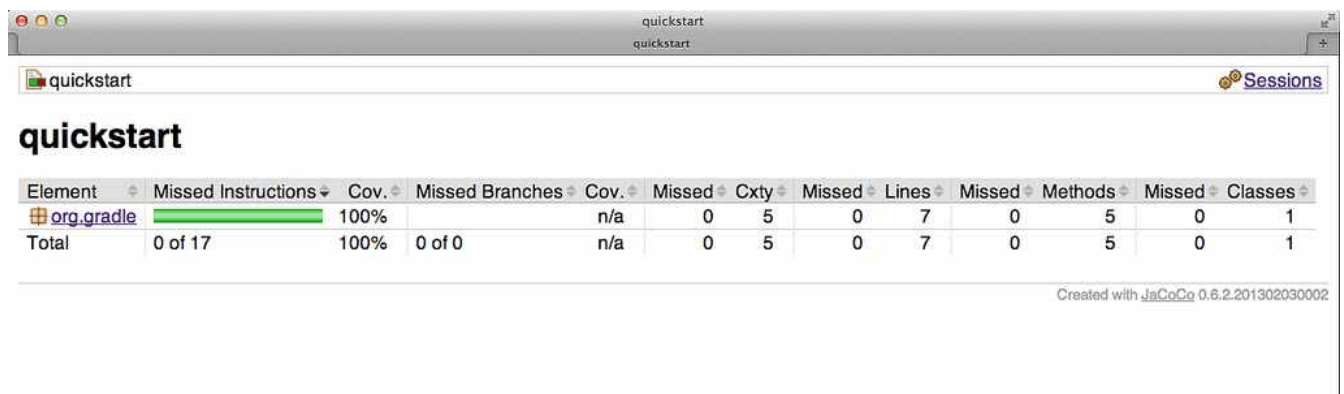 quickstart
quickstart
quickstart Sessions
quickstart
Element Missed Instructions Cov. Missed Branches Cov. Missed Cxty Missed Lines Missed Methods Missed Classes
org.gradle 100% n/a 0 5 0 7 0 5 0 1
Total 0 of 17 100% 0 of 0 n/a 0 5 0 7 0 5 0 1
Created with JaCoCo 0.6.2.201302030002